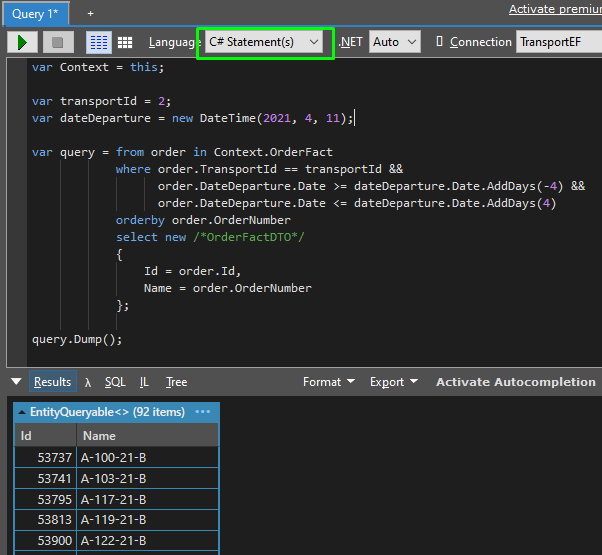 Query 1*
+
Activate premium
Language C# Statement(s) .NET Auto Connection TransportEF
var Context = this;
var transportId = 2;
var dateDeparture = new DateTime(2021, 4, 11);
var query = from order in Context.OrderFact
where order.TransportId == transportId &&
order.DateDeparture.Date >= dateDeparture.Date.AddDays(-4) &&
order.DateDeparture.Date <= dateDeparture.Date.AddDays(4)
orderby order.OrderNumber
select new /*OrderFactDTO*/
{
Id = order.Id,
Name = order.OrderNumber
};
query.Dump();
Results λ SQL IL Tree Format Export Activate Autocompletion
EntityQueryable<> (92 items) •••
Id Name
53737 A-100-21-B
53741 A-103-21-B
53795 A-117-21-B
53813 A-119-21-B
53900 A-122-21-B